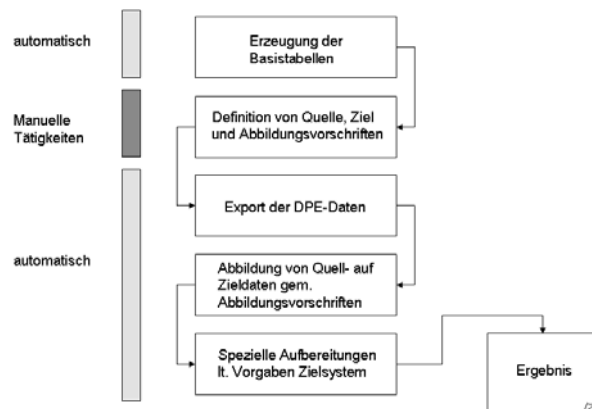 automatisch
Erzeugung der
Basistabellen
Manuelle
Tätigkeiten
Definition von Quelle, Ziel
und Abbildungsvorschriften
Export der DPE-Daten
automatisch
Abbildung von Quell- auf
Zieldaten gem.
Abbildungsvorschriften
Spezielle Aufbereitungen
lt. Vorgaben Zielsystem
Ergebnis